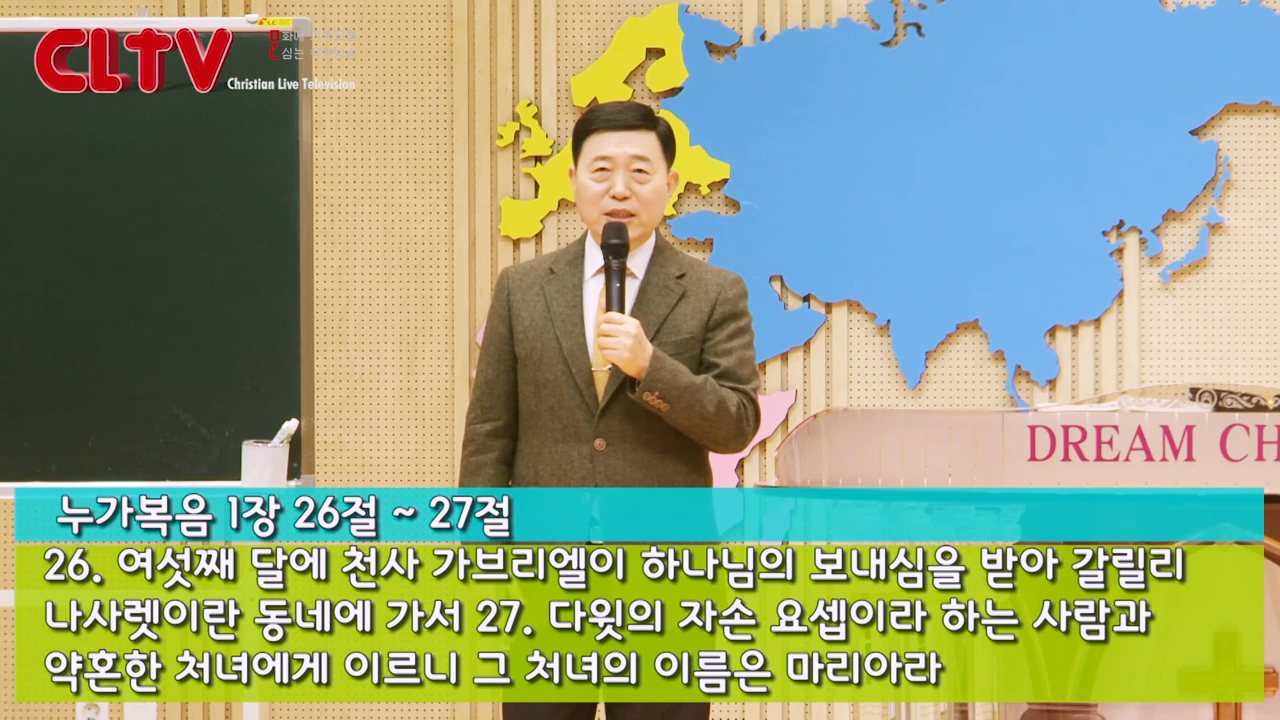 CLTV
Christian Live Television
DREAM CH
누가복음 1장 26절 ~ 27절
26. 여섯째 달에 천사 가브리엘이 하나님의 보내심을 받아 갈릴리
나사렛이란 동네에 가서 27. 다윗의 자손 요셉이라 하는 사람과
약혼한 처녀에게 이르니 그 처녀의 이름은 마리아라